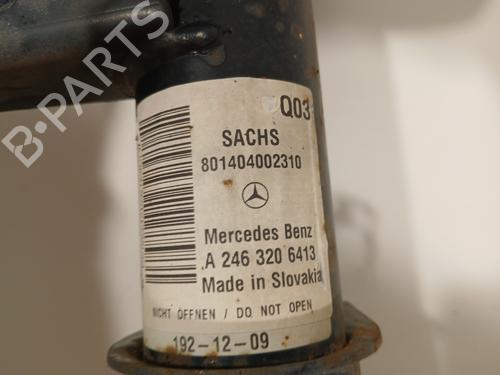 Q03
SACHS
801404002310
Mercedes Benz
A 246 320 6413
Made in Slovakia
NICHT ÖFFNEN / DO NOT OPEN
192-12-09
B-PARTS